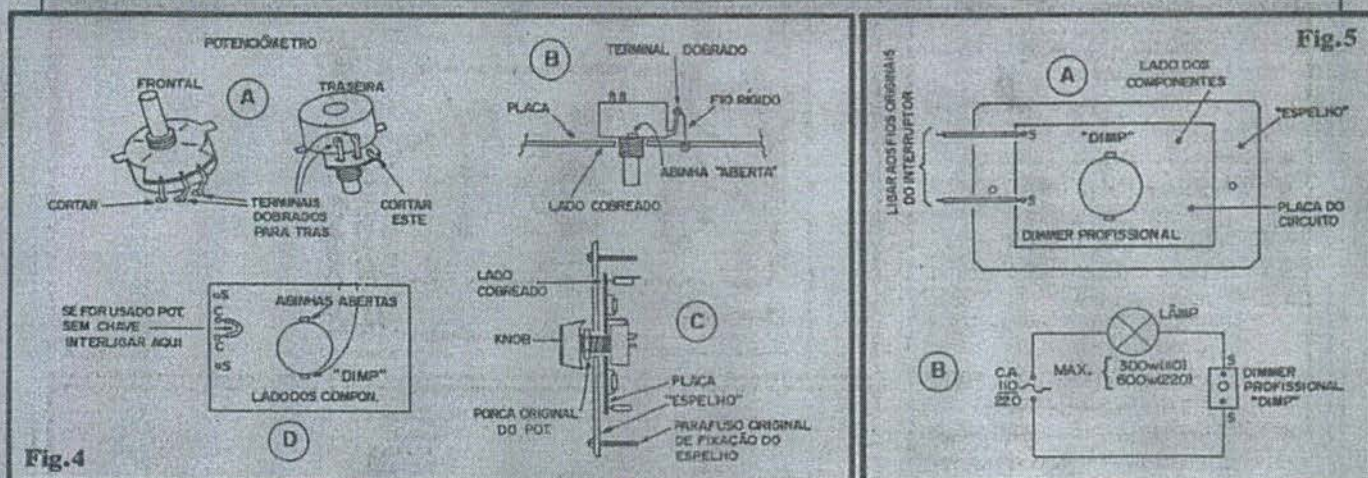 POTENCIÔMETRO
FRONTAL
A
TRASEIRA
CORTAR
TERMINAIS
DOBRADOS
PARA TRAS
CORTAR
ESTE
B
TERMINAL DOBRADO
PLACA
FIO RÍGIDO
ABINHA "ABERTA"
LADO COBREADO
LADO
COBREADO
C
KNOB
PLACA
"ESPELHO"
PORCA ORIGINAL
DO POT.
PARAFUSO ORIGINAL
DE FIXAÇÃO DO
ESPELHO
SE FOR USADO POT.
SEM CHAVE
INTERLIGAR AQUI
S
C
C
S
ABINHAS ABERTAS
"DIMP"
LADO DOS COMPON.
D
Fig.4
Fig.5
A
LADO DOS
COMPONENTES
LIGAR AOS FIOS ORIGINAIS
DO INTERRUPTOR
S
"DIMP"
"ESPELHO"
S
PLACA DO
CIRCUITO
DIMMER PROFISSIONAL
B
LÂMP
C.A.
110
220
MAX.
300w(110)
600w(220)
S
DIMMER
PROFISSIONAL
"DIMP"
S